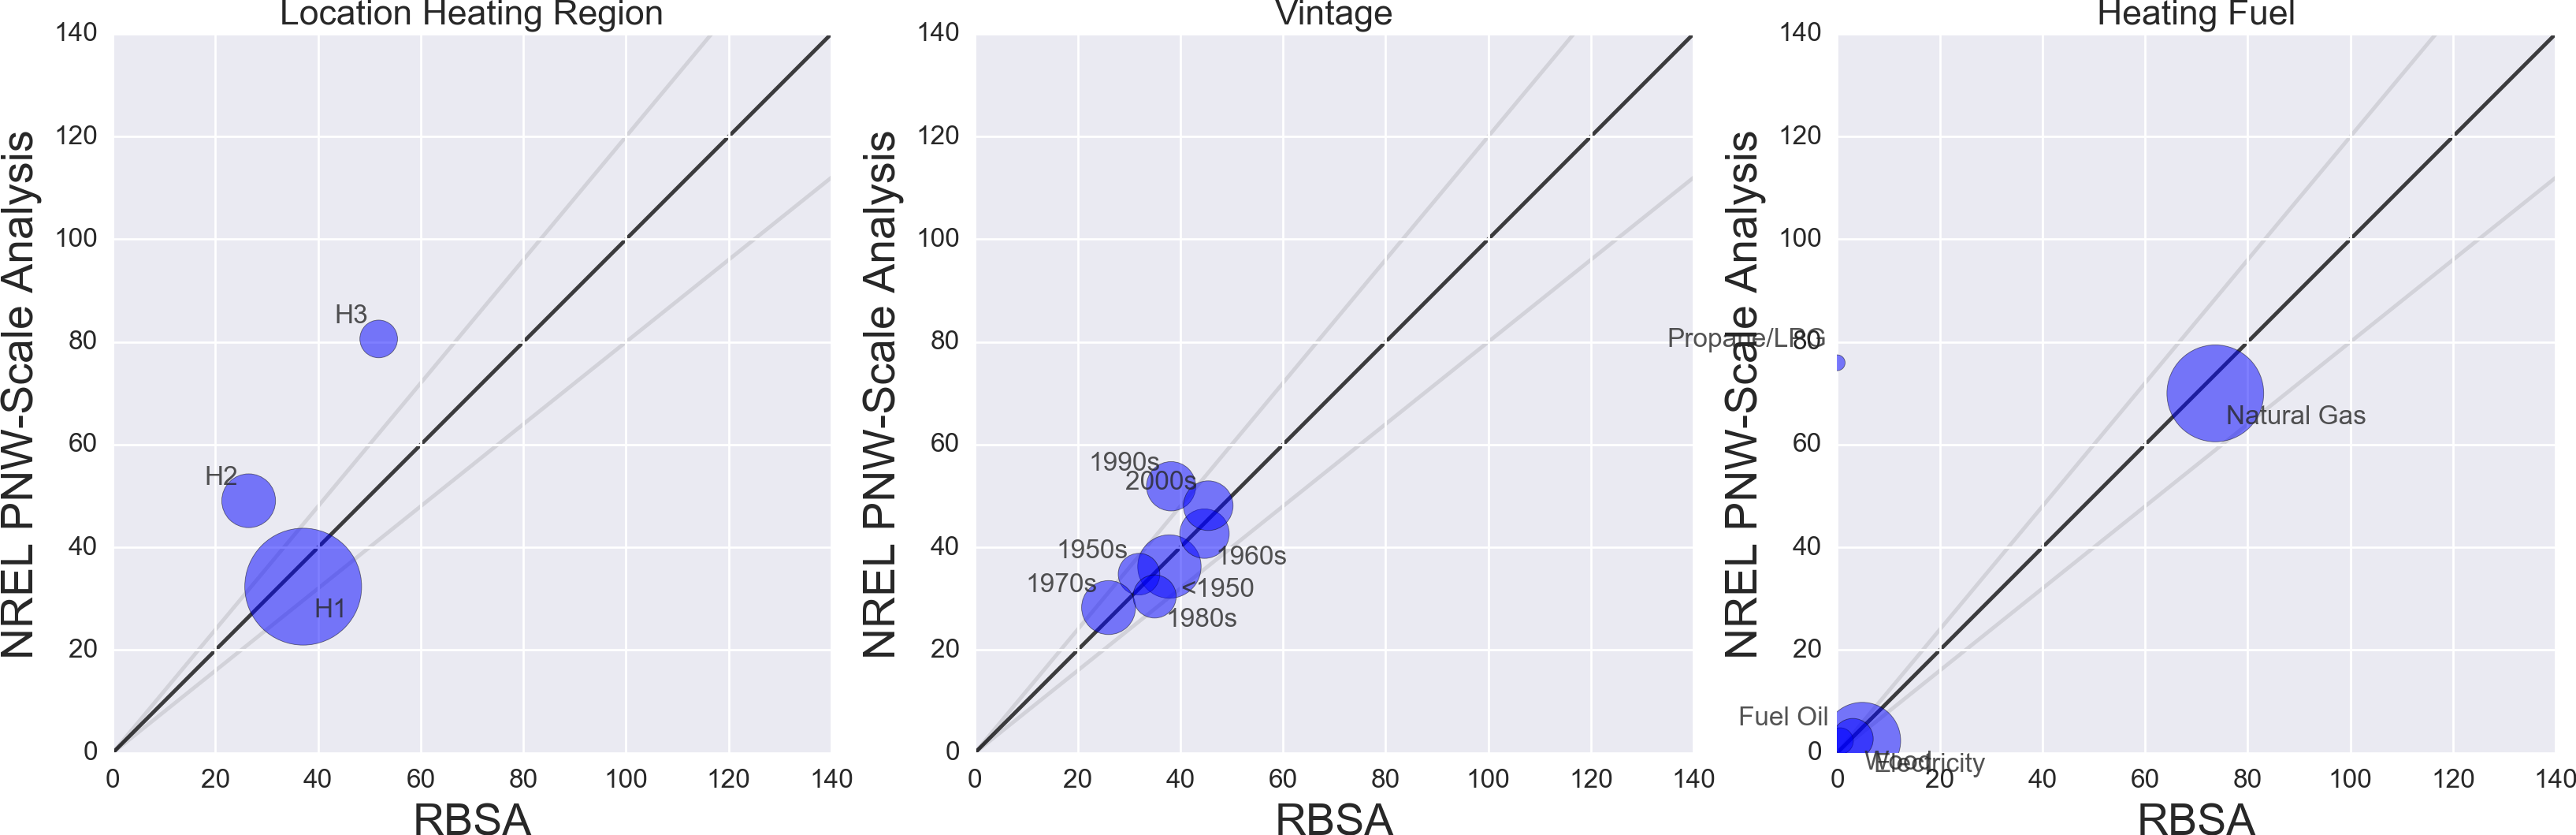 Location Heating Region
NREL PNW-Scale Analysis
140
120
100
80
60
40
20
0
H3
H2
H1
0 20 40 60 80 100 120 140
RBSA
Vintage
NREL PNW-Scale Analysis
140
120
100
80
60
40
20
0
1990s
2000s
1950s
1960s
1970s
<1950
1980s
0 20 40 60 80 100 120 140
RBSA
Heating Fuel
NREL PNW-Scale Analysis
140
120
100
80
60
40
20
0
Propane/LPG
Natural Gas
Fuel Oil
Wood
Electricity
0 20 40 60 80 100 120 140
RBSA